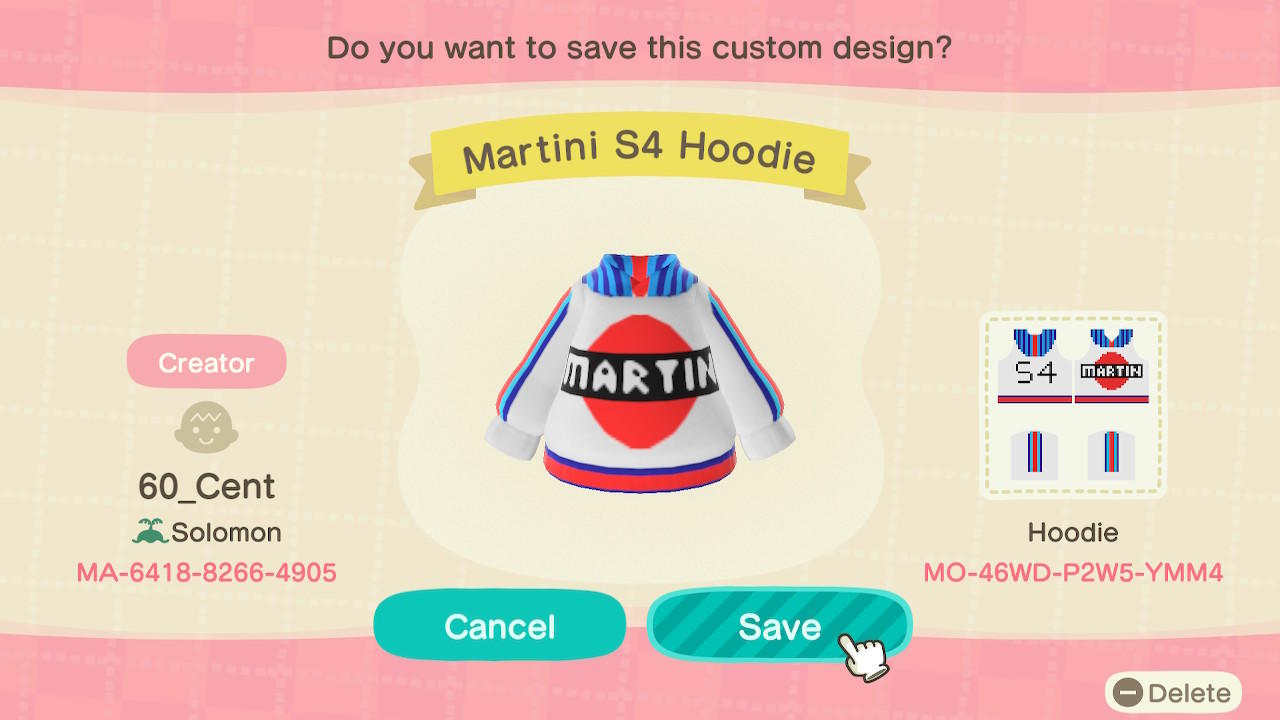 Do you want to save this custom design?
Martini S4 Hoodie
MARTIN
Creator
60_Cent
Solomon
MA-6418-8266-4905
S4
MARTIN
Hoodie
MO-46WD-P2W5-YMM4
Cancel
Save
Delete